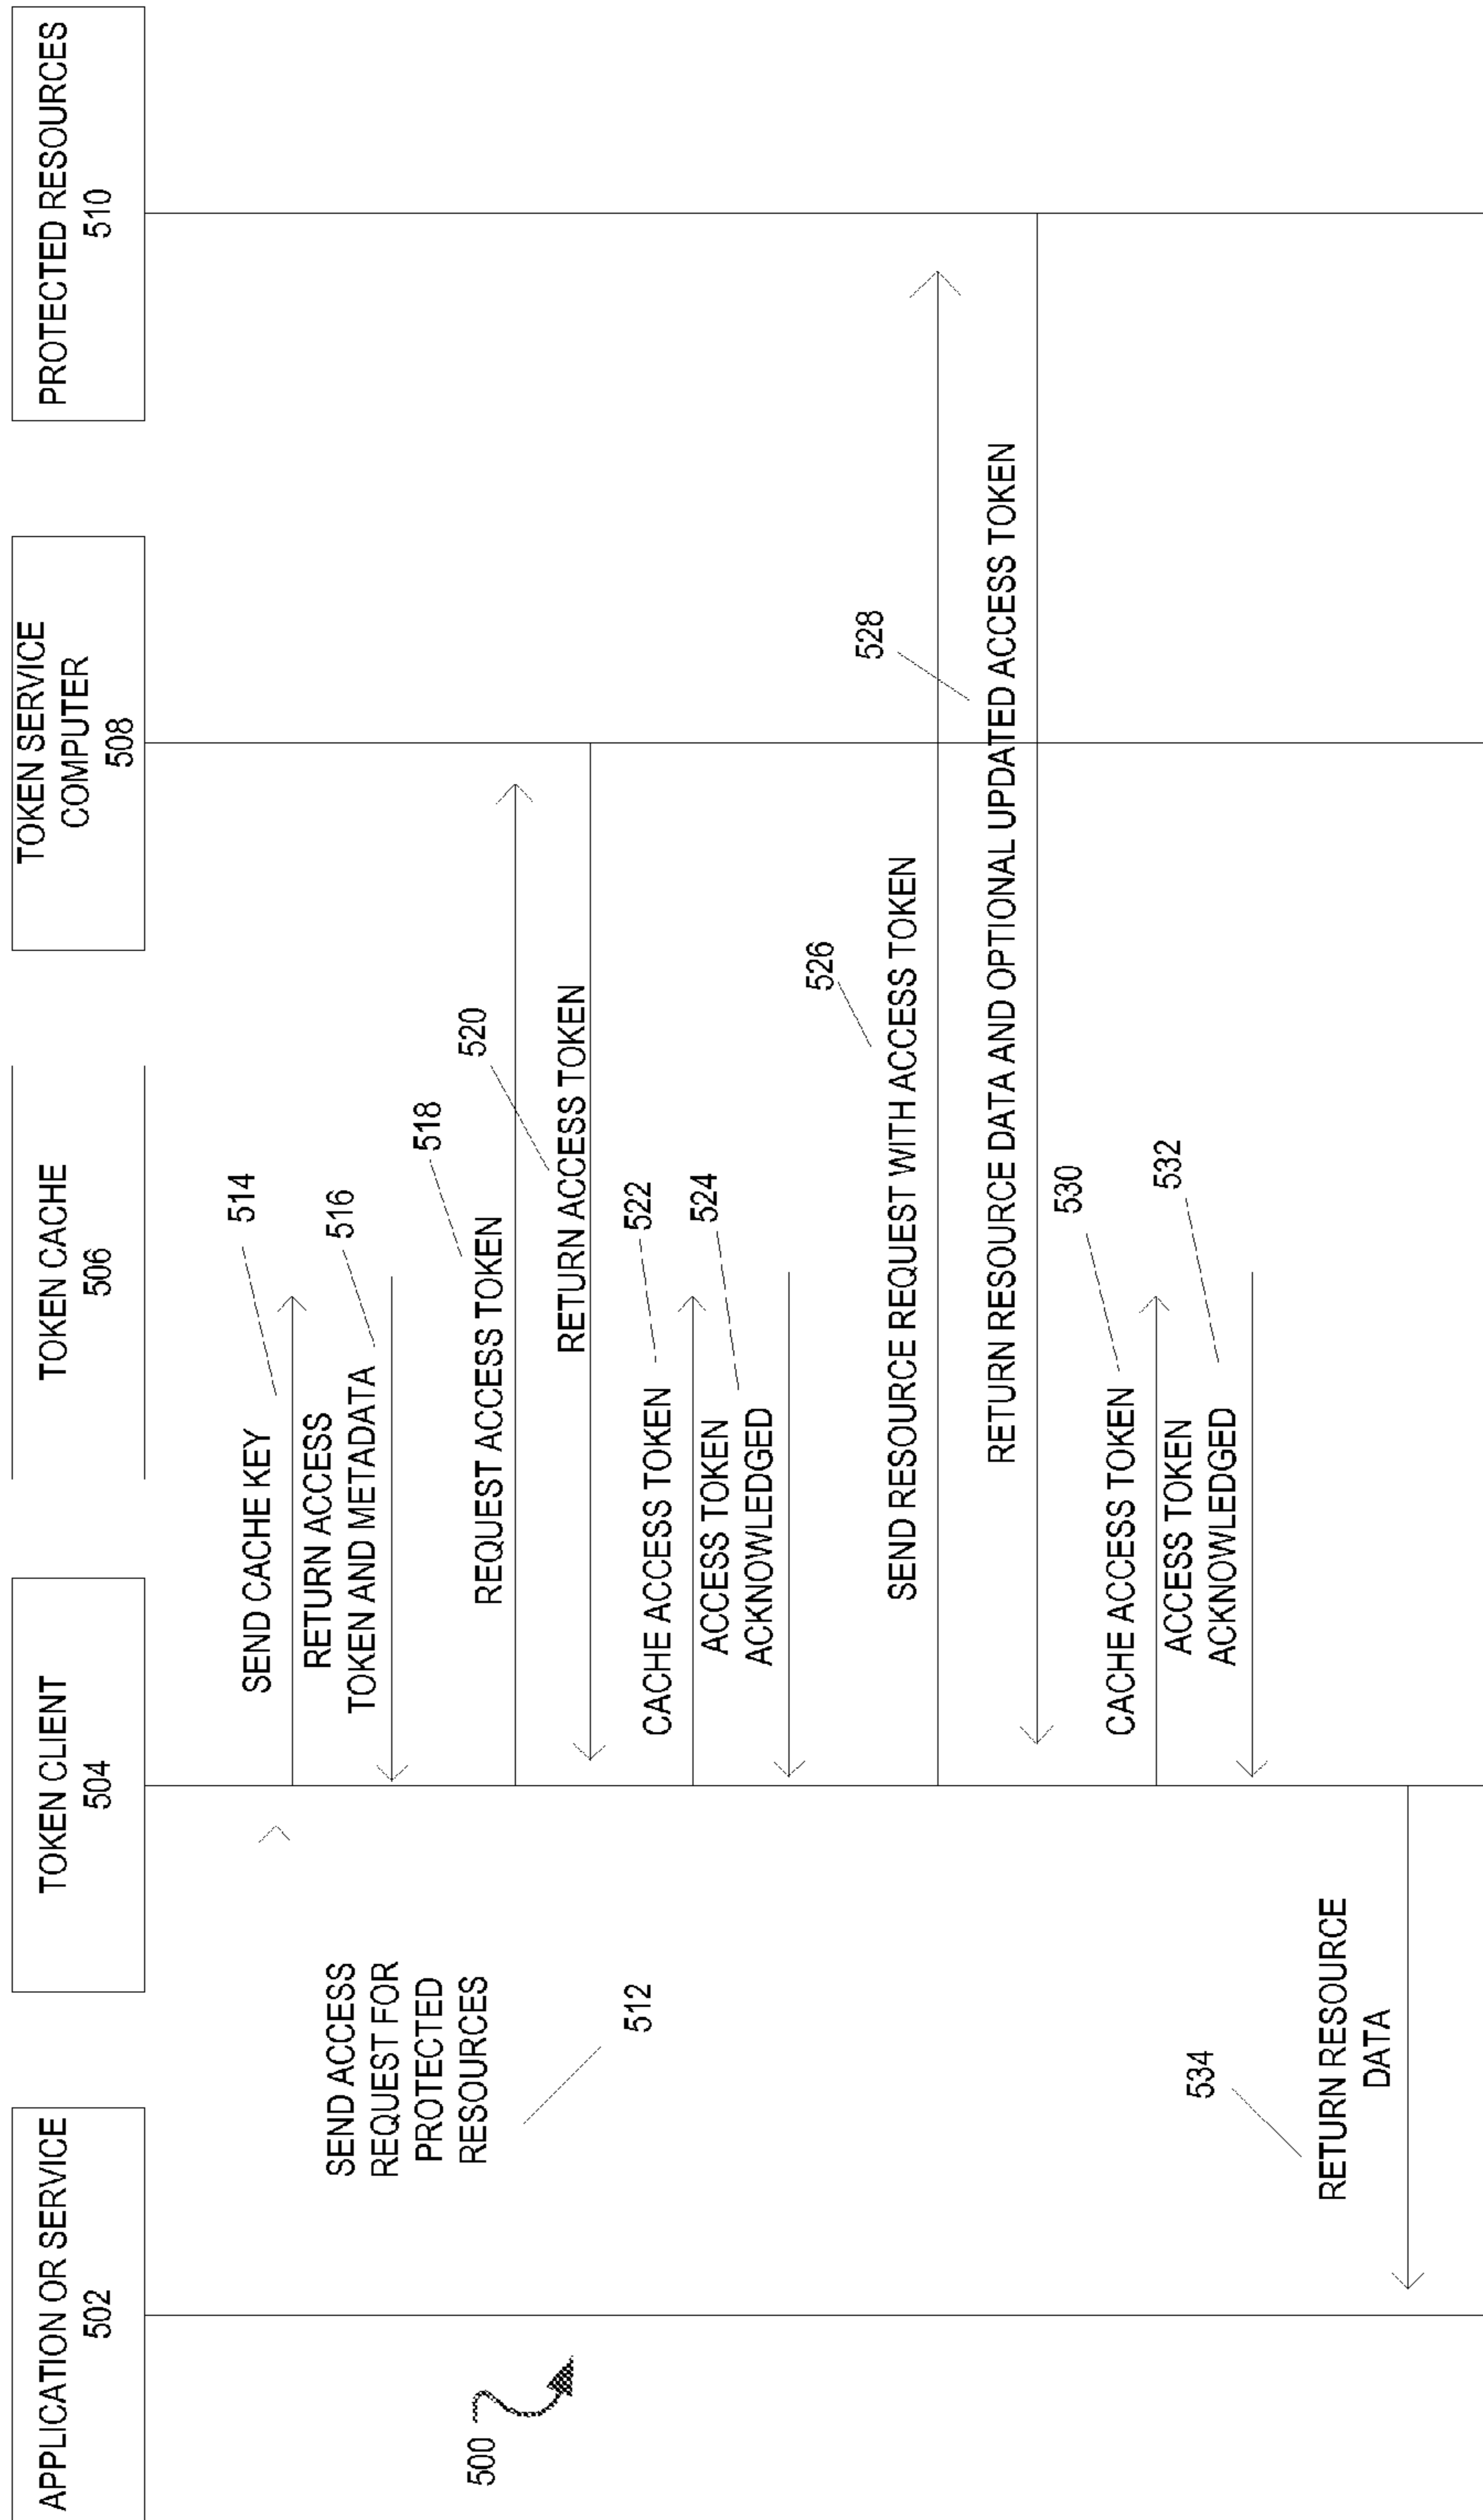 APPLICATION OR SERVICE
502
TOKEN CLIENT
504
TOKEN CACHE
506
TOKEN SERVICE
COMPUTER
508
PROTECTED RESOURCES
510
500
SEND ACCESS
REQUEST FOR
PROTECTED
RESOURCES
512
SEND CACHE KEY
514
RETURN ACCESS
TOKEN AND METADATA
516
REQUEST ACCESS TOKEN
518
RETURN ACCESS TOKEN
520
CACHE ACCESS TOKEN
522
ACCESS TOKEN
ACKNOWLEDGED
524
SEND RESOURCE REQUEST WITH ACCESS TOKEN
526
RETURN RESOURCE DATA AND OPTIONAL UPDATED ACCESS TOKEN
528
CACHE ACCESS TOKEN
530
ACCESS TOKEN
ACKNOWLEDGED
532
RETURN RESOURCE
DATA
534